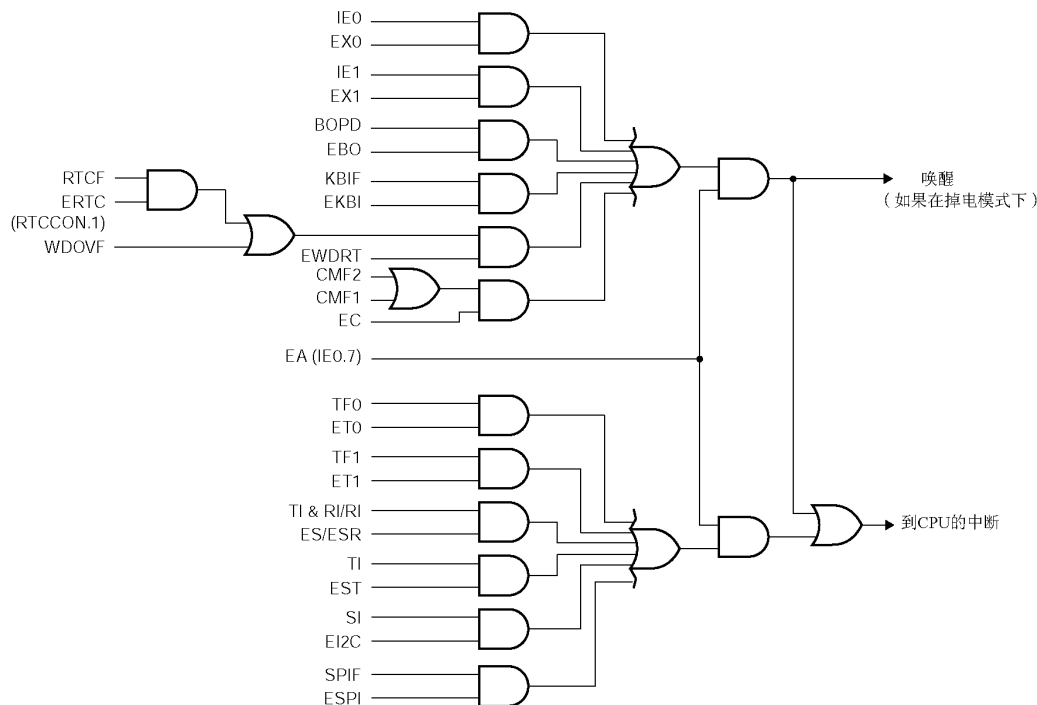 IE0
EX0
IE1
EX1
BOPD
EBO
RTCF
ERTC
(RTCCON.1)
WDOVF
KBIF
EKBI
EWDRT
CMF2
CMF1
EC
EA (IE0.7)
唤醒
（如果在掉电模式下）
TF0
ET0
TF1
ET1
TI & RI/RI
ES/ESR
TI
EST
SI
EI2C
SPIF
ESPI
到CPU的中断